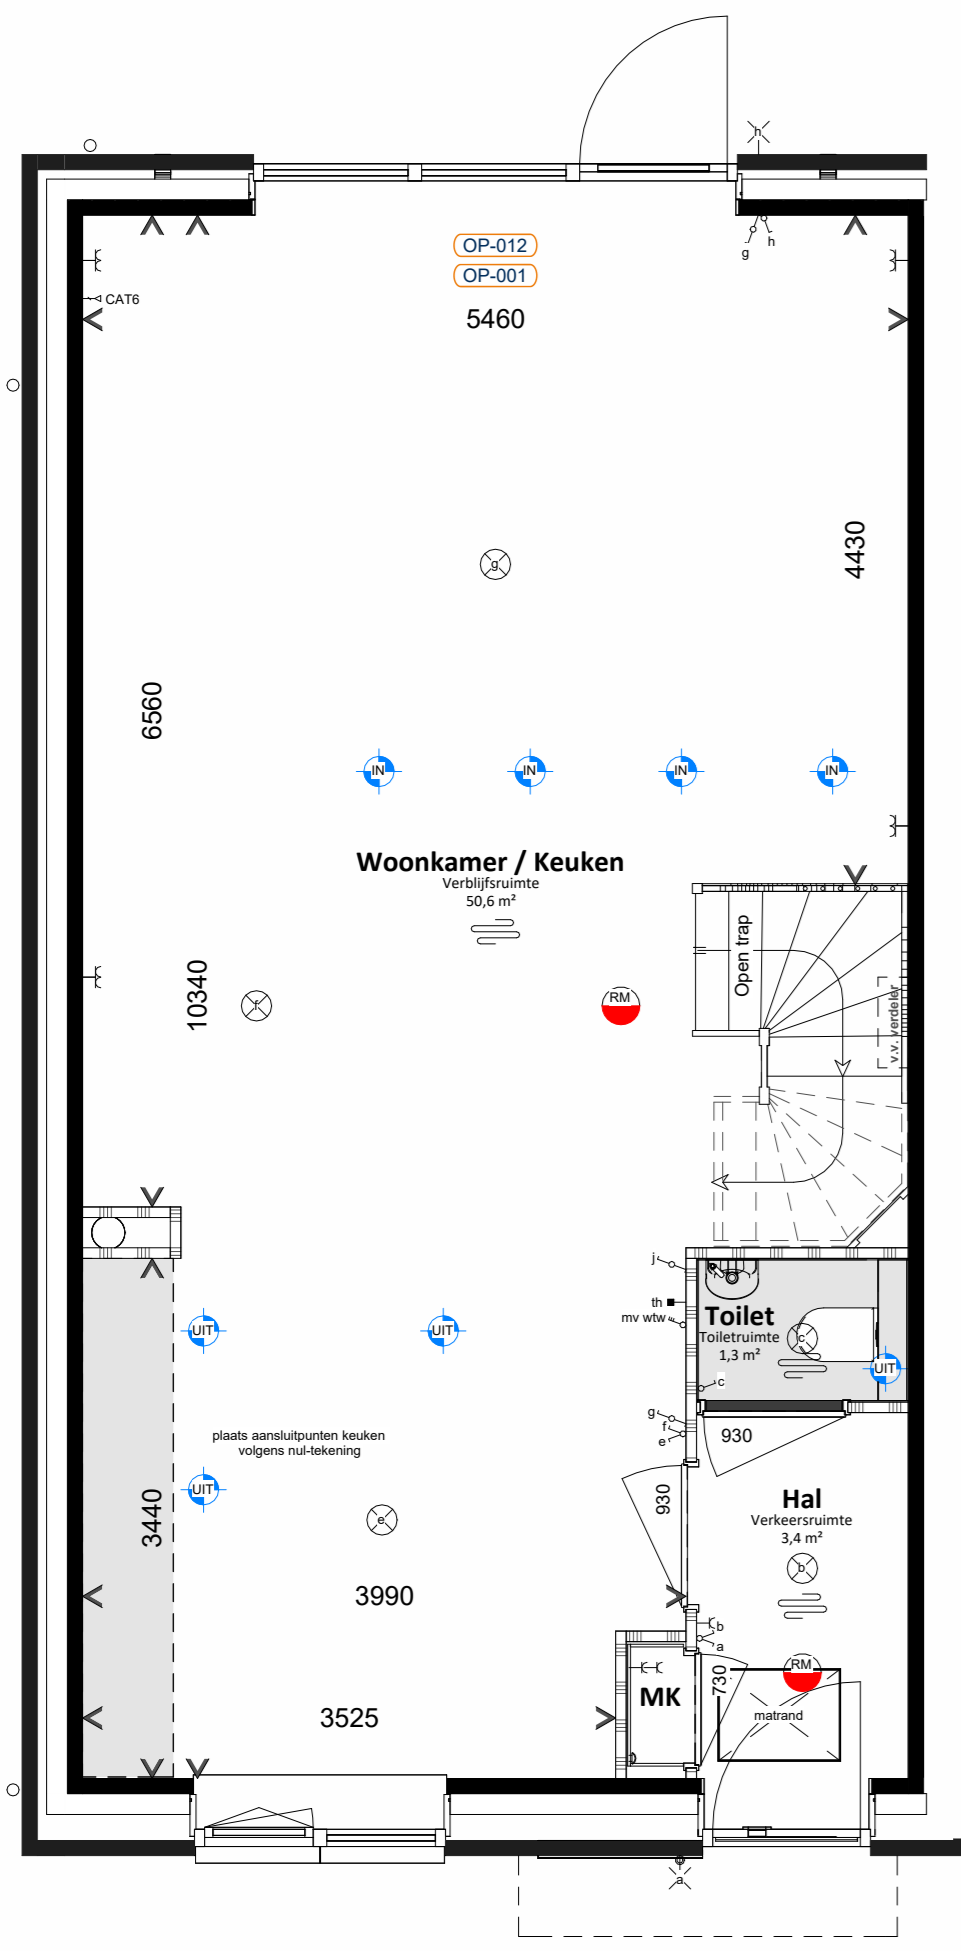 h
OP-012
OP-001
5460
g
h
CAT6
4430
g
6560
IN
IN
IN
IN
Woonkamer / Keuken
Verblijfsruimte
50,6 m²
Open trap
v.v. verdeler
10340
f
RM
j
th
mv wtw
UIT
UIT
Toilet
Toiletruimte
1,3 m²
c
UIT
c
g
f
e
930
plaats aansluitpunten keuken
volgens nul-tekening
UIT
930
3440
e
Hal
Verkeersruimte
3,4 m²
b
3990
b
a
RM
730
MK
matrand
3525
a